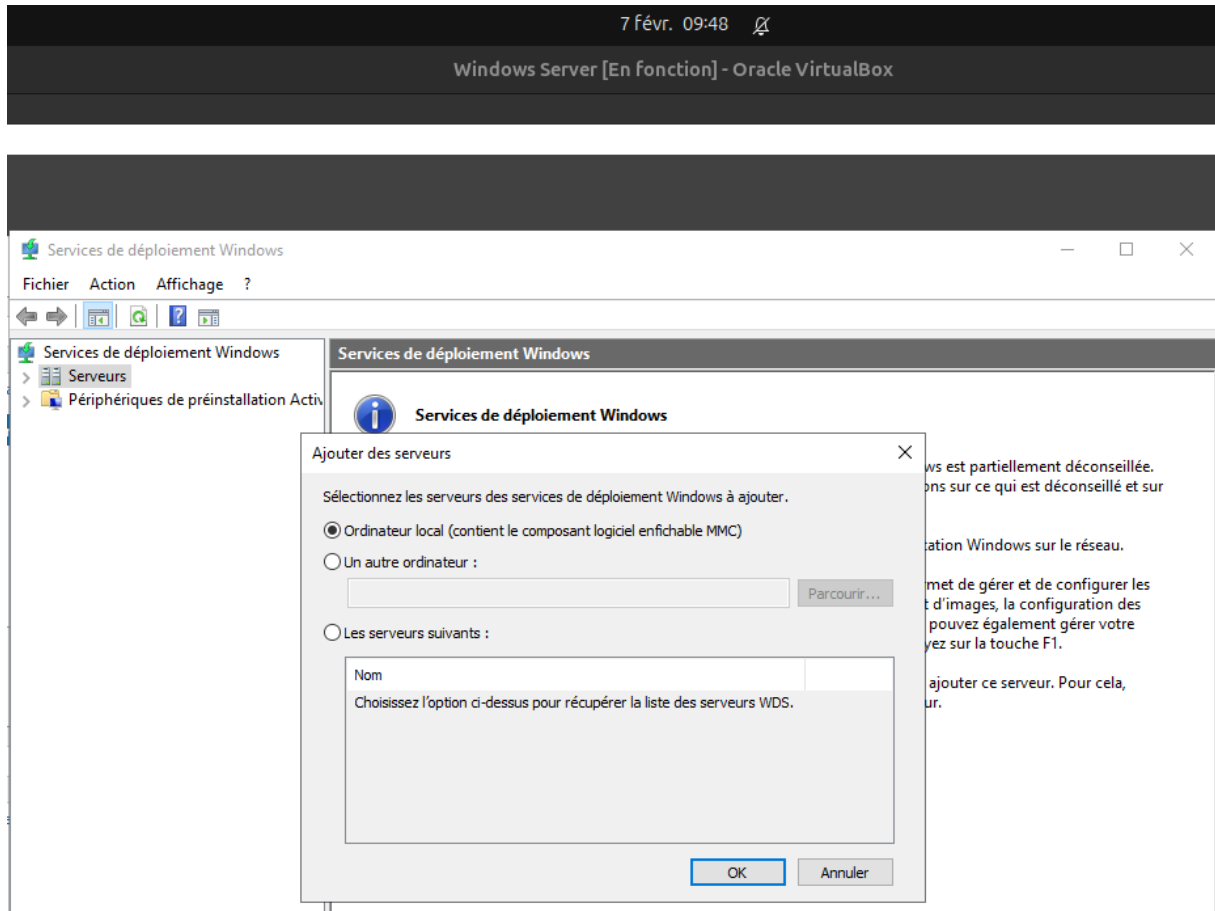 7 févr. 09:48
Windows Server [En fonction] - Oracle VirtualBox
Services de déploiement Windows
Fichier Action Affichage ?
Services de déploiement Windows
Serveurs
Périphériques de préinstallation Activ
Services de déploiement Windows
Services de déploiement Windows
ws est partiellement déconseillée.
ons sur ce qui est déconseillé et sur
tation Windows sur le réseau.
rmet de gérer et de configurer les
t d'images, la configuration des
pouvez également gérer votre
yez sur la touche F1.
ajouter ce serveur. Pour cela,
ur.
Ajouter des serveurs
Sélectionnez les serveurs des services de déploiement Windows à ajouter.
Ordinateur local (contient le composant logiciel enfichable MMC)
Un autre ordinateur :
Parcourir...
Les serveurs suivants :
Nom
Choisissez l'option ci-dessus pour récupérer la liste des serveurs WDS.
OK Annuler